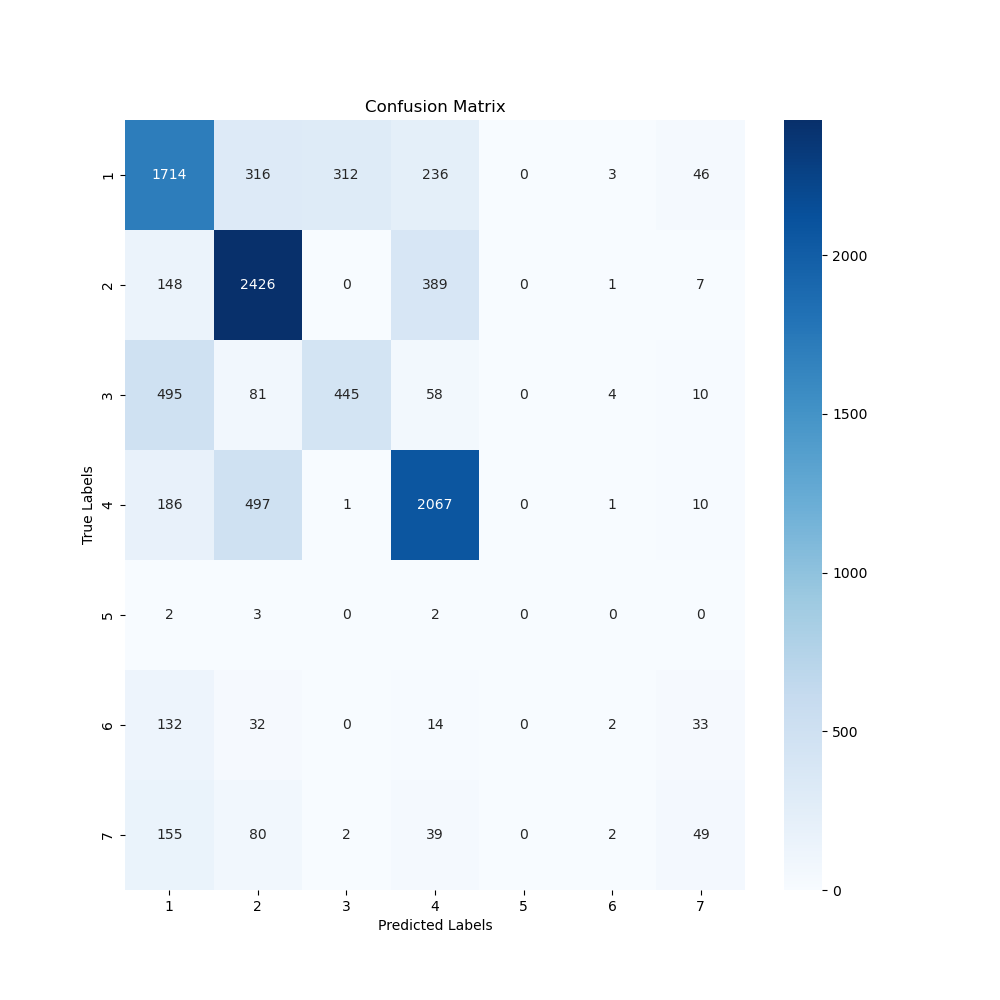 Confusion Matrix
1 1714 316 312 236 0 3 46
2 148 2426 0 389 0 1 7
3 495 81 445 58 0 4 10
4 186 497 1 2067 0 1 10
5 2 3 0 2 0 0 0
6 132 32 0 14 0 2 33
7 155 80 2 39 0 2 49
1 2 3 4 5 6 7
Predicted Labels
True Labels
2000
1500
1000
500
0